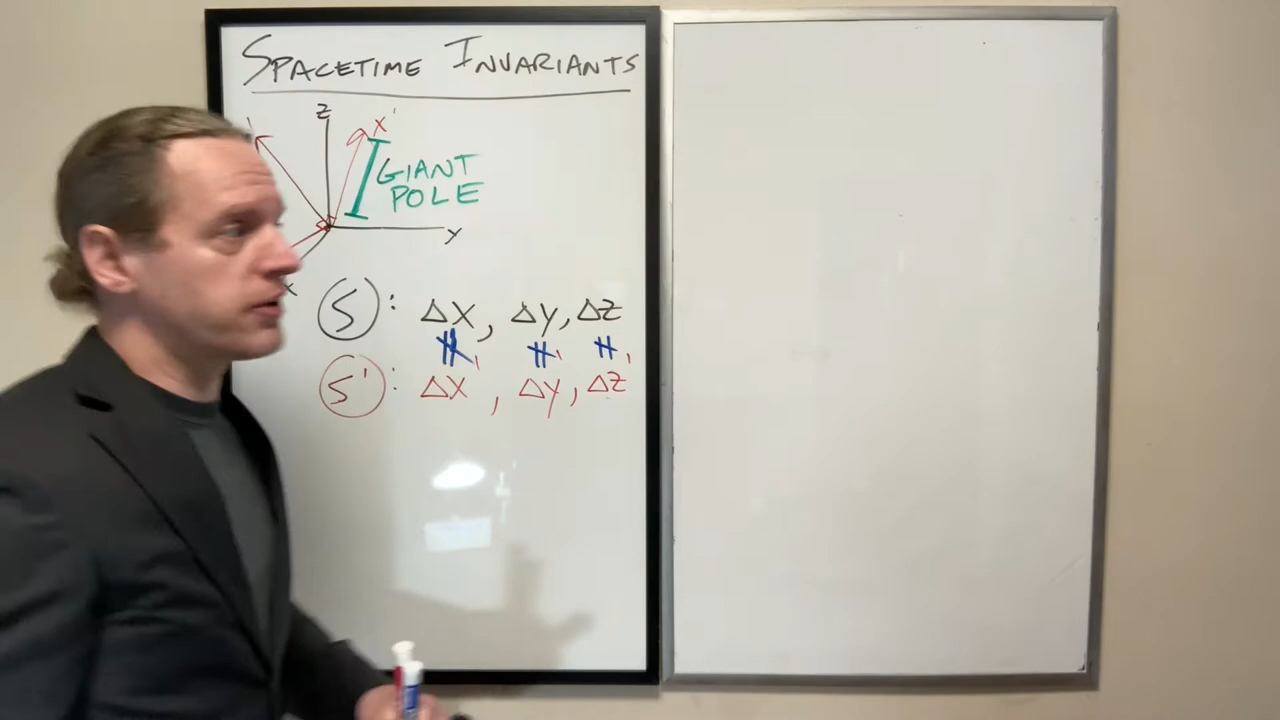 SPACETIME INVARIANTS
Z
X'
GIANT
POLE
Y
X
S : ΔX, ΔY, ΔZ
≠ ≠ ≠
S' : ΔX', ΔY', ΔZ'